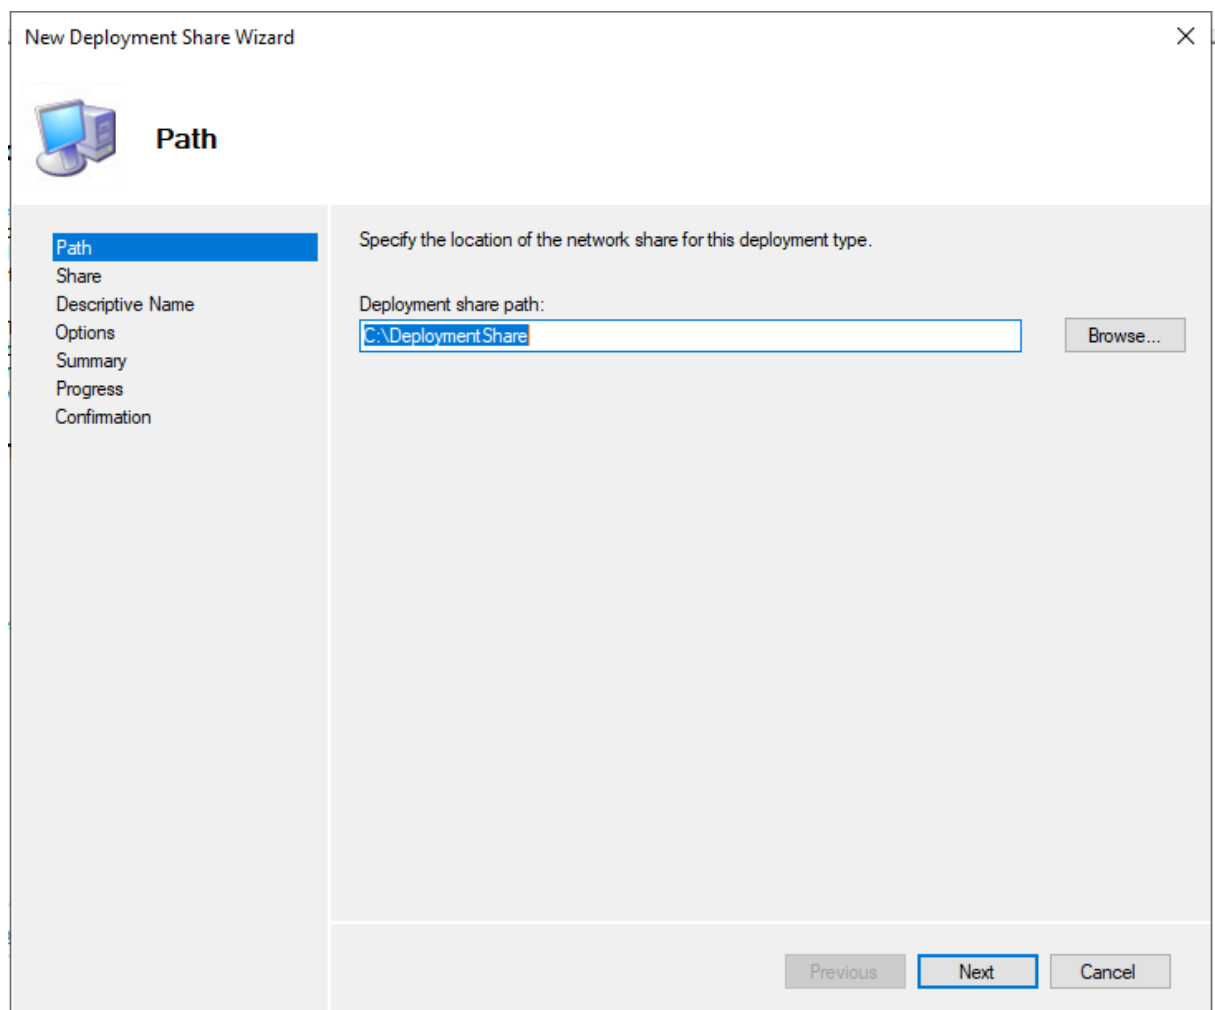 New Deployment Share Wizard
Path
Path
Share
Descriptive Name
Options
Summary
Progress
Confirmation
Specify the location of the network share for this deployment type.
Deployment share path:
C:\DeploymentShare
Browse...
Previous
Next
Cancel